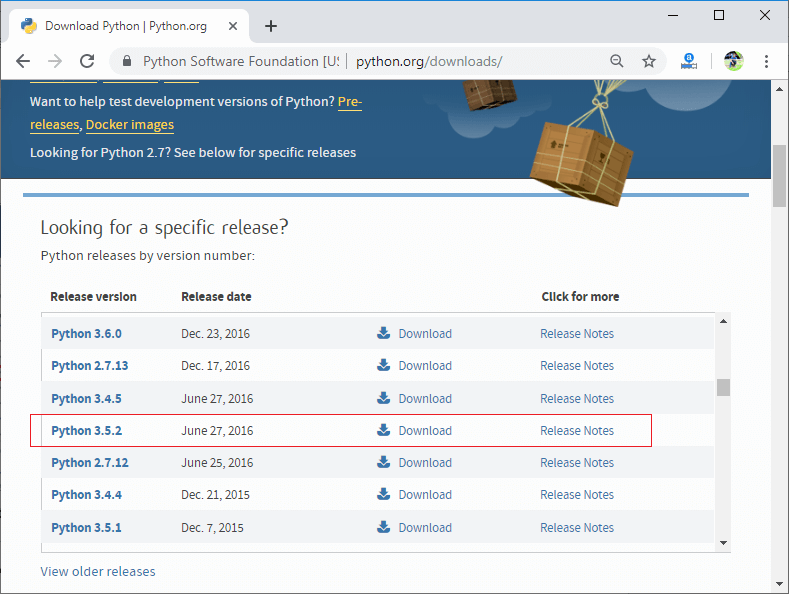 Download Python | Python.org
Python Software Foundation [US] python.org/downloads/
Want to help test development versions of Python? Pre-
releases, Docker images
Looking for Python 2.7? See below for specific releases
Looking for a specific release?
Python releases by version number:
Release version Release date Click for more
Python 3.6.0 Dec. 23, 2016 Download Release Notes
Python 2.7.13 Dec. 17, 2016 Download Release Notes
Python 3.4.5 June 27, 2016 Download Release Notes
Python 3.5.2 June 27, 2016 Download Release Notes
Python 2.7.12 June 25, 2016 Download Release Notes
Python 3.4.4 Dec. 21, 2015 Download Release Notes
Python 3.5.1 Dec. 7, 2015 Download Release Notes
View older releases